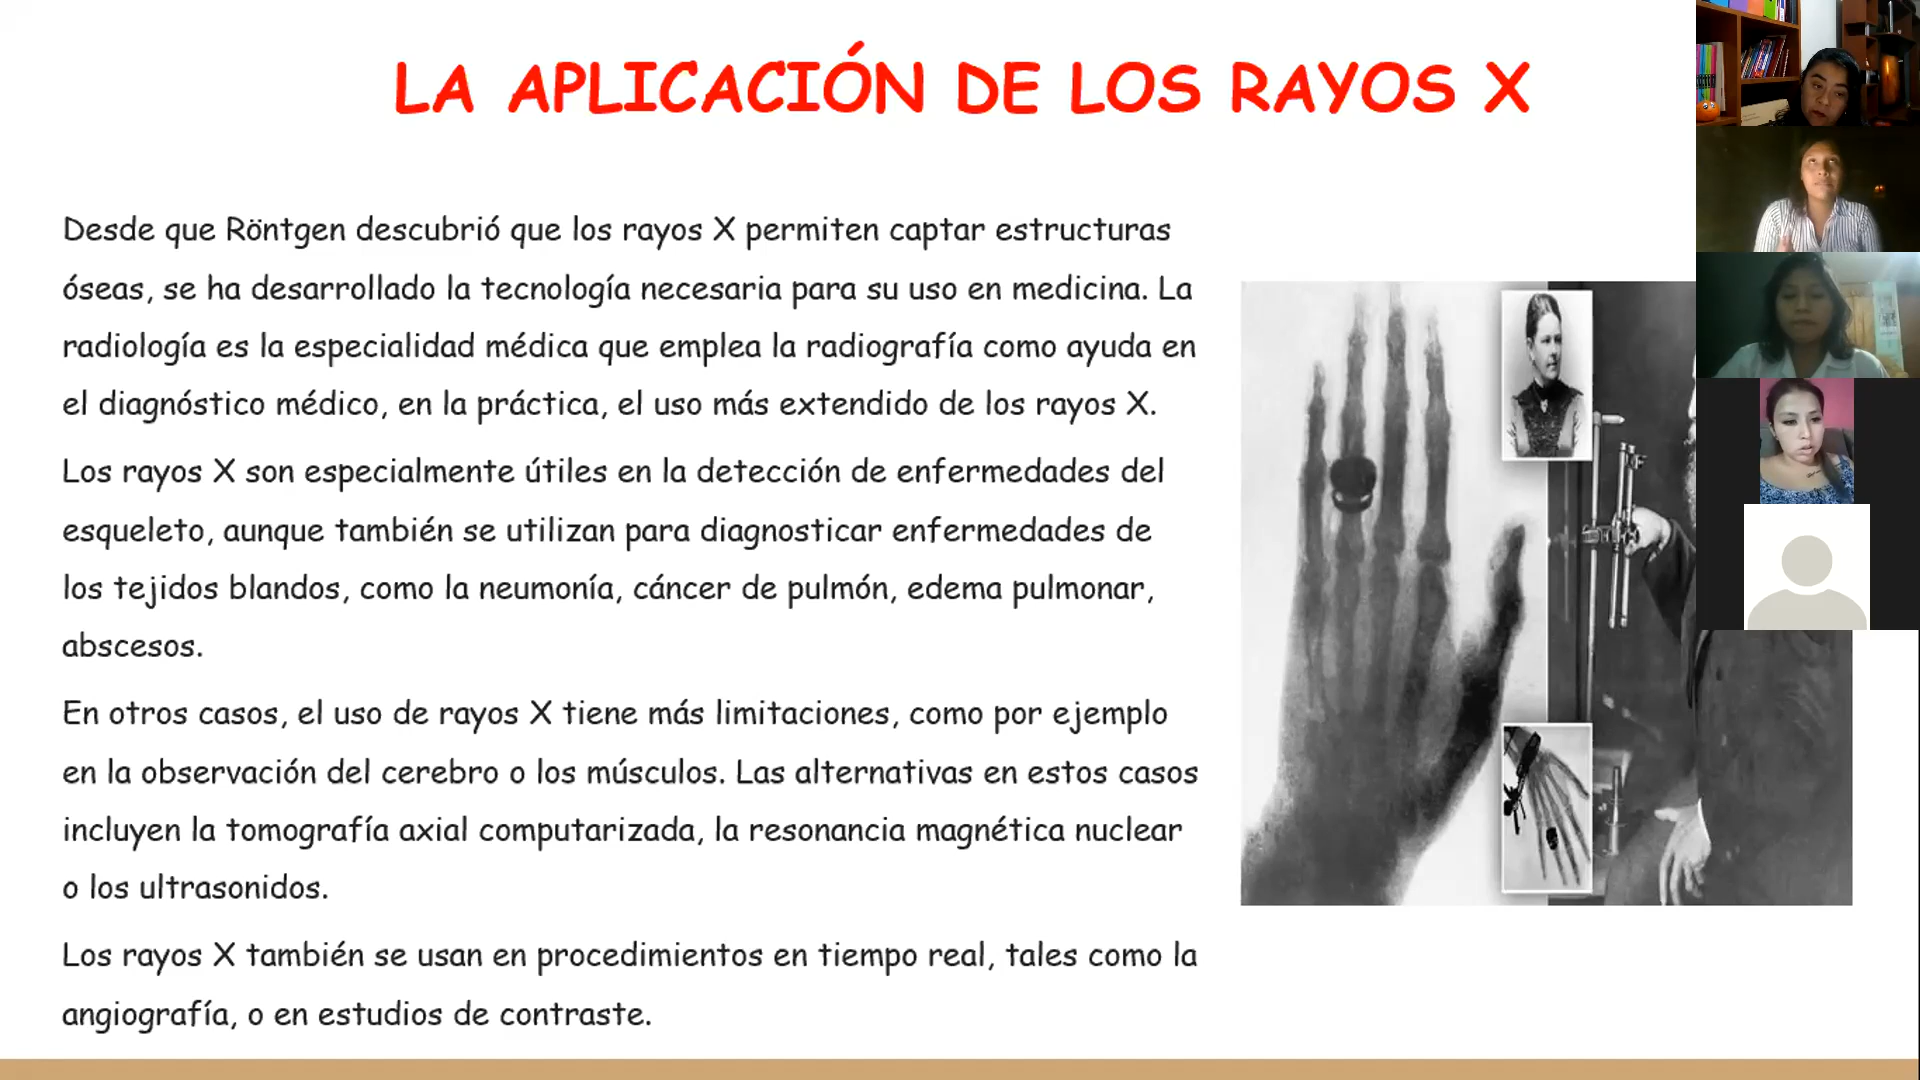 LA APLICACIÓN DE LOS RAYOS X
Desde que Röntgen descubrió que los rayos X permiten captar estructuras
óseas, se ha desarrollado la tecnología necesaria para su uso en medicina. La
radiología es la especialidad médica que emplea la radiografía como ayuda en
el diagnóstico médico, en la práctica, el uso más extendido de los rayos X.
Los rayos X son especialmente útiles en la detección de enfermedades del
esqueleto, aunque también se utilizan para diagnosticar enfermedades de
los tejidos blandos, como la neumonía, cáncer de pulmón, edema pulmonar,
abscesos.
En otros casos, el uso de rayos X tiene más limitaciones, como por ejemplo
en la observación del cerebro o los músculos. Las alternativas en estos casos
incluyen la tomografía axial computarizada, la resonancia magnética nuclear
o los ultrasonidos.
Los rayos X también se usan en procedimientos en tiempo real, tales como la
angiografía, o en estudios de contraste.